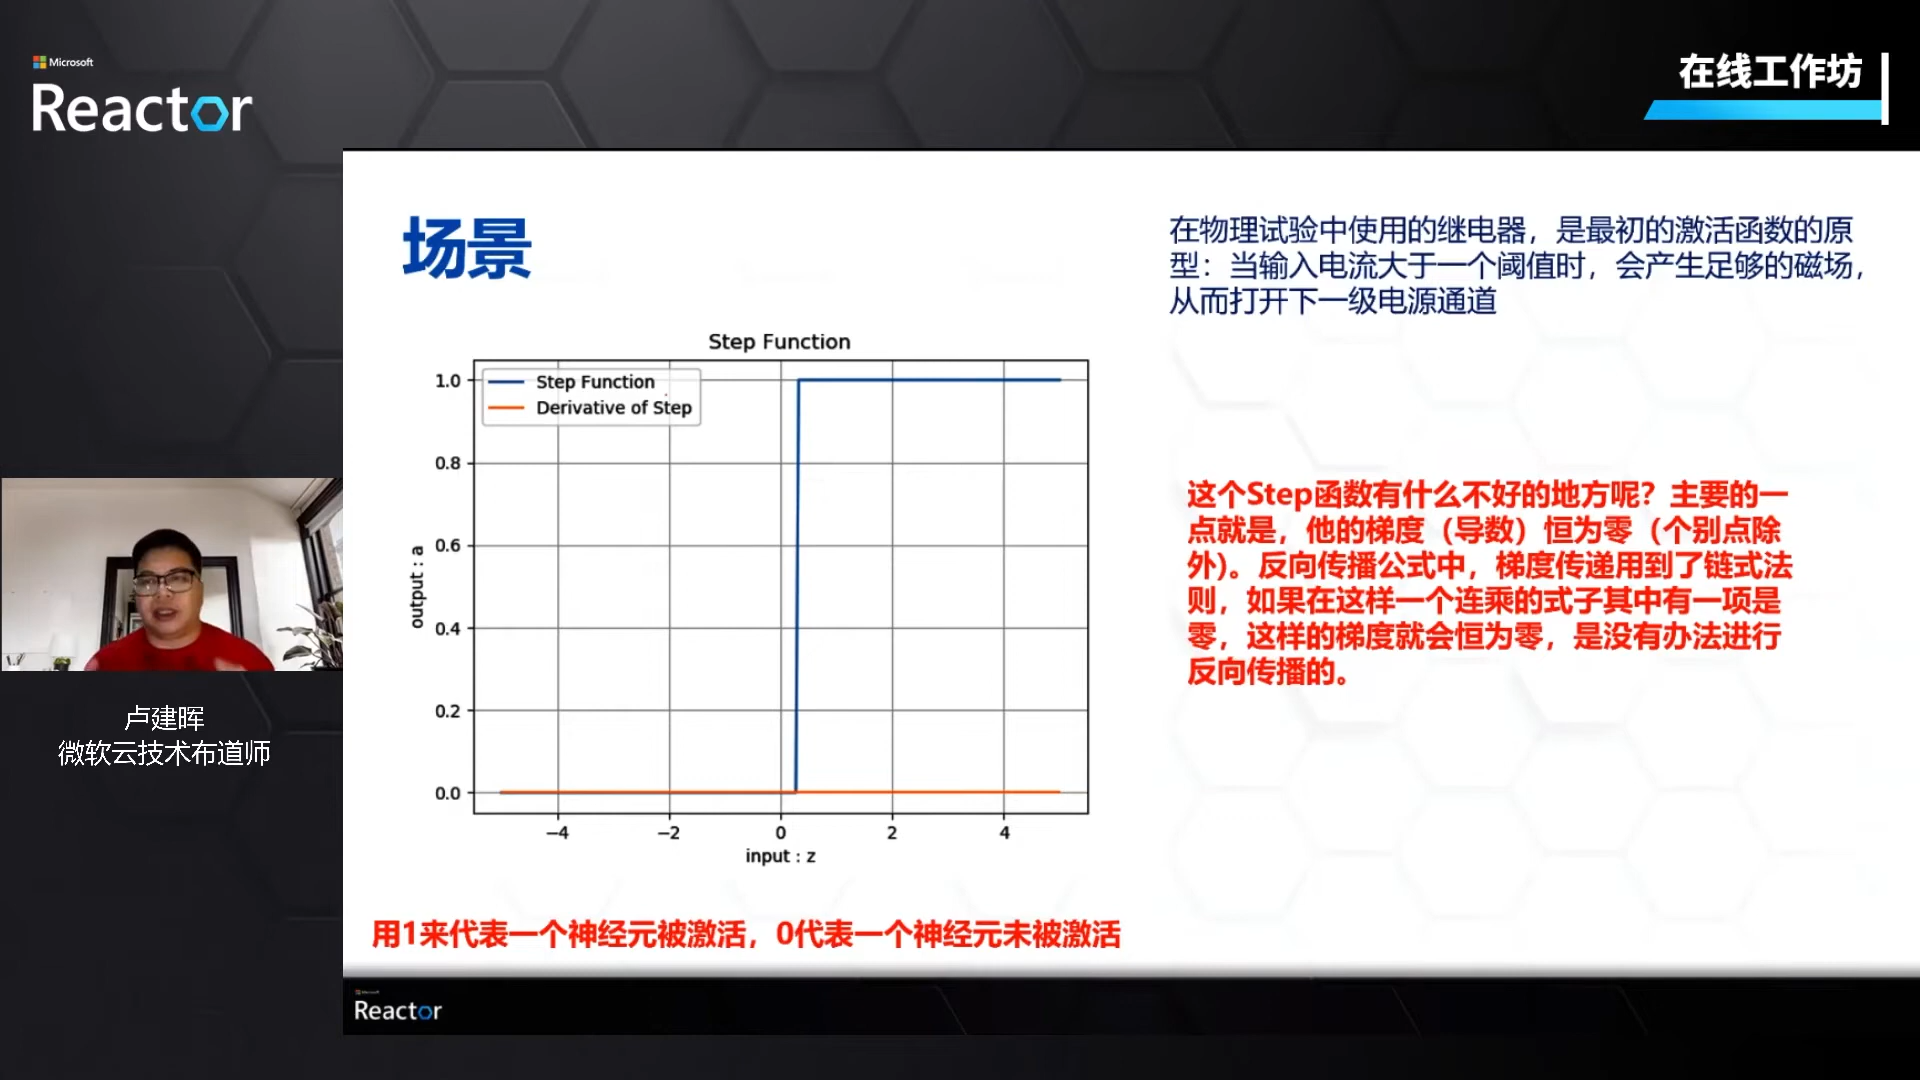 Microsoft
Reactor
在线工作坊
场景
在物理试验中使用的继电器，是最初的激活函数的原
型：当输入电流大于一个阈值时，会产生足够的磁场，
从而打开下一级电源通道
Step Function
Step Function
Derivative of Step
1.0
0.8
0.6
0.4
0.2
0.0
output : a
−4
−2
0
2
4
input : z
这个Step函数有什么不好的地方呢？主要的一
点就是，他的梯度（导数）恒为零（个别点除
外)。反向传播公式中，梯度传递用到了链式法
则，如果在这样一个连乘的式子其中有一项是
零，这样的梯度就会恒为零，是没有办法进行
反向传播的。
用1来代表一个神经元被激活，0代表一个神经元未被激活
卢建晖
微软云技术布道师
Microsoft
Reactor